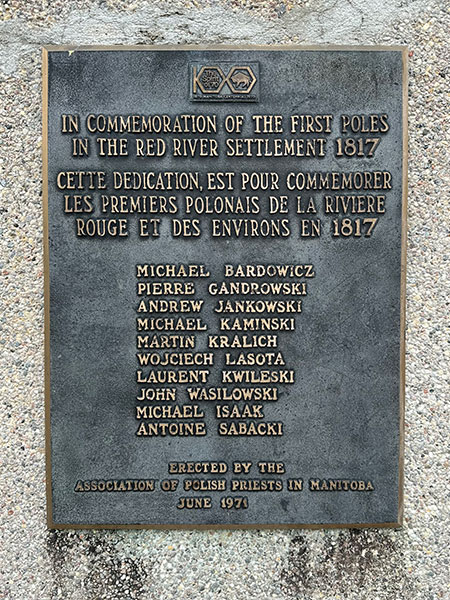 IN COMMEMORATION OF THE FIRST POLES
IN THE RED RIVER SETTLEMENT 1817
CETTE DEDICATION, EST POUR COMMEMORER
LES PREMIERS POLONAIS DE LA RIVIERE
ROUGE ET DES ENVIRONS EN 1817
MICHAEL BARDOWICZ
PIERRE GANDROWSKI
ANDREW JANKOWSKI
MICHAEL KAMINSKI
MARTIN KRALICH
WOJCIECH LASOTA
LAURENT KWILESKI
JOHN WASILOWSKI
MICHAEL ISAAK
ANTOINE SABACKI
ERECTED BY THE
ASSOCIATION OF POLISH PRIESTS IN MANITOBA
JUNE 1971